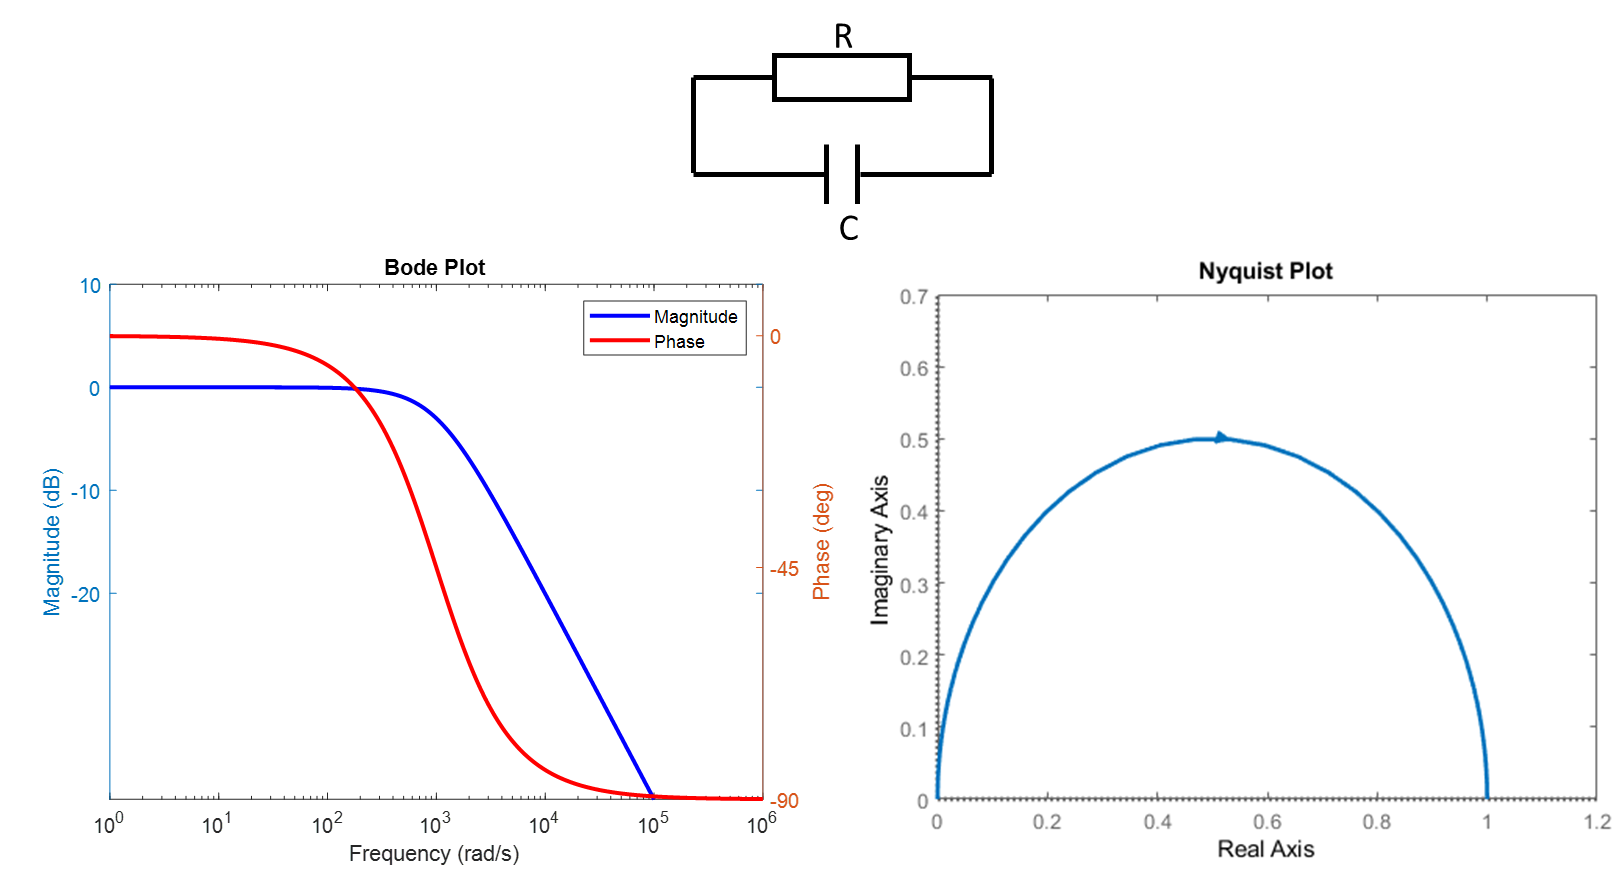 R
C
Bode Plot
10
0
-10
-20
Magnitude (dB)
Magnitude
Phase
0
-45
-90
Phase (deg)
10^0 10^1 10^2 10^3 10^4 10^5 10^6
Frequency (rad/s)
Nyquist Plot
0.7
0.6
0.5
0.4
0.3
0.2
0.1
0
Imaginary Axis
0 0.2 0.4 0.6 0.8 1 1.2
Real Axis